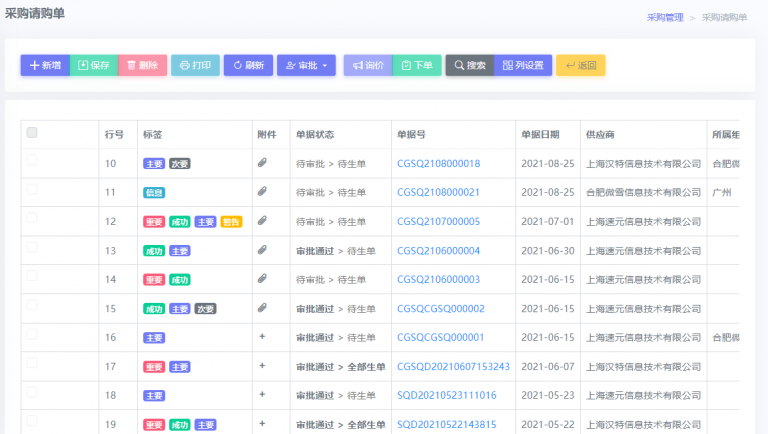 采购请购单
采购管理 > 采购请购单
新增 保存 删除 打印 刷新 审批 询价 下单 搜索 列设置 返回
行号 标签 附件 单据状态 单据号 单据日期 供应商 所属组
10 主要 次要 待审批 > 待生单 CGSQ2108000018 2021-08-25 上海汉特信息技术有限公司 合肥微
11 信息 待审批 > 待生单 CGSQ2108000021 2021-08-25 合肥微雪信息技术有限公司 广州
12 重要 成功 主要 警告 待审批 > 待生单 CGSQ2107000005 2021-07-01 上海速元信息技术有限公司
13 成功 主要 审批通过 > 待生单 CGSQ2106000004 2021-06-30 上海速元信息技术有限公司
14 重要 成功 待审批 > 待生单 CGSQ2106000003 2021-06-15 上海速元信息技术有限公司
15 成功 主要 次要 审批通过 > 待生单 CGSQCGSQ000002 2021-06-15 上海速元信息技术有限公司
16 主要 + 审批通过 > 待生单 CGSQCGSQ000001 2021-06-15 上海速元信息技术有限公司 合肥微
17 重要 主要 + 审批通过 > 全部生单 CGSQD20210607153243 2021-06-07 上海汉特信息技术有限公司
18 主要 + 审批通过 > 待生单 SQD20210523111016 2021-05-23 上海速元信息技术有限公司
19 重要 成功 主要 + 审批通过 > 全部生单 SQD20210522143815 2021-05-22 上海汉特信息技术有限公司